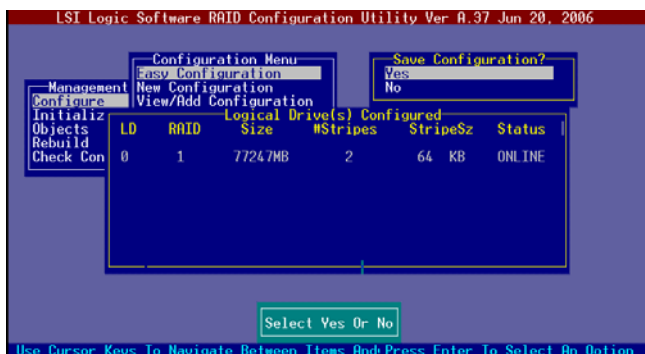 LSI Logic Software RAID Configuration Utility Ver A.37 Jun 20, 2006
Configuration Menu
Easy Configuration
New Configuration
View/Add Configuration
Save Configuration?
Yes
No
Management
Configure
Initializ
Objects
Rebuild
Check Con
Logical Drive(s) Configured
LD RAID Size #Stripes StripeSz Status
0 1 77247MB 2 64 KB ONLINE
Select Yes Or No
Use Cursor Keys To Navigate Between Items And Press Enter To Select An Option